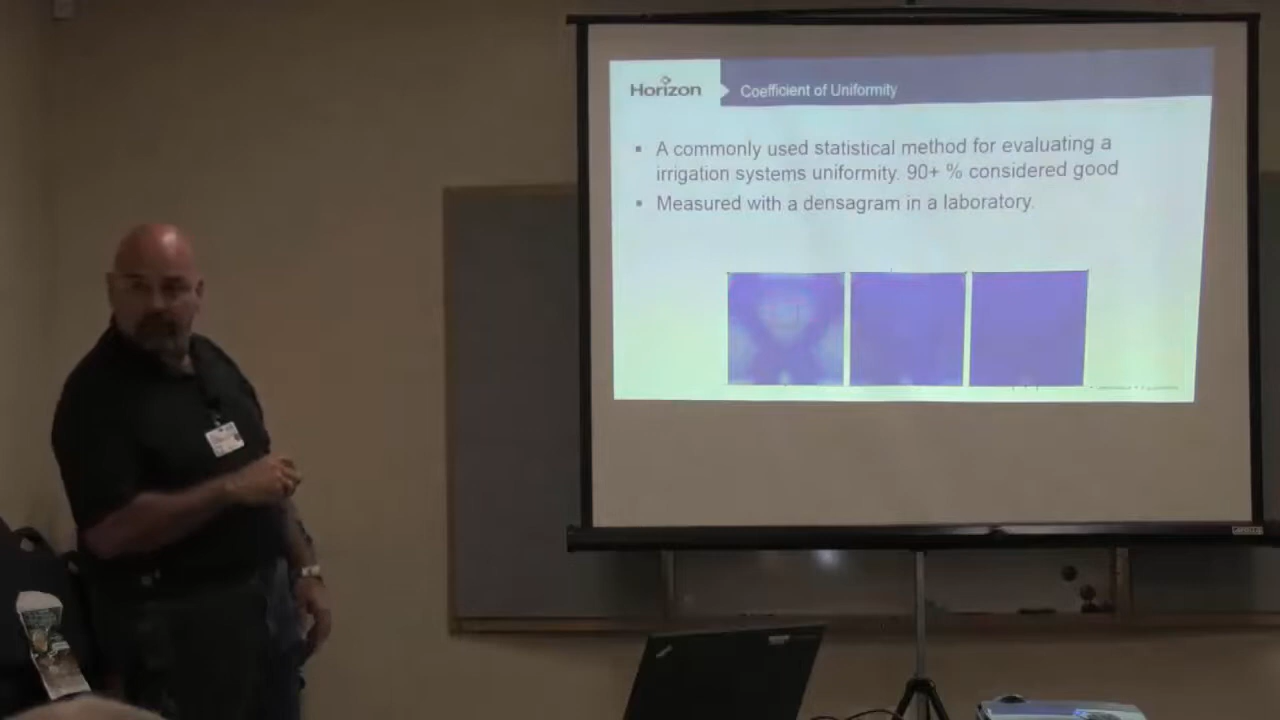 Horizon
Coefficient of Uniformity
▪ A commonly used statistical method for evaluating a
irrigation systems uniformity. 90+ % considered good
▪ Measured with a densagram in a laboratory.